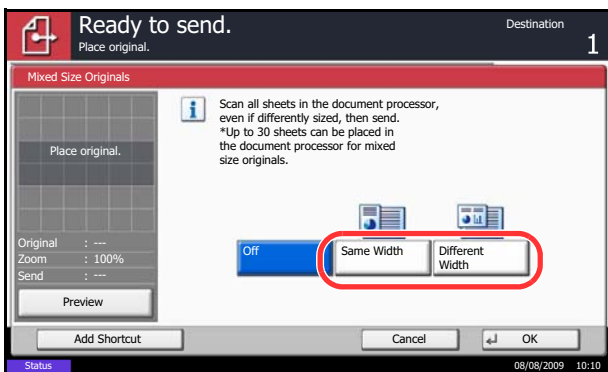 Ready to send.
Destination
Place original.
1
Mixed Size Originals
Place original.
i
Scan all sheets in the document processor,
even if differently sized, then send.
*Up to 30 sheets can be placed in
the document processor for mixed
size originals.
Original : ---
Zoom : 100%
Send : ---
Preview
Off
Same Width
Different
Width
Add Shortcut
Cancel
OK
Status
08/08/2009 10:10